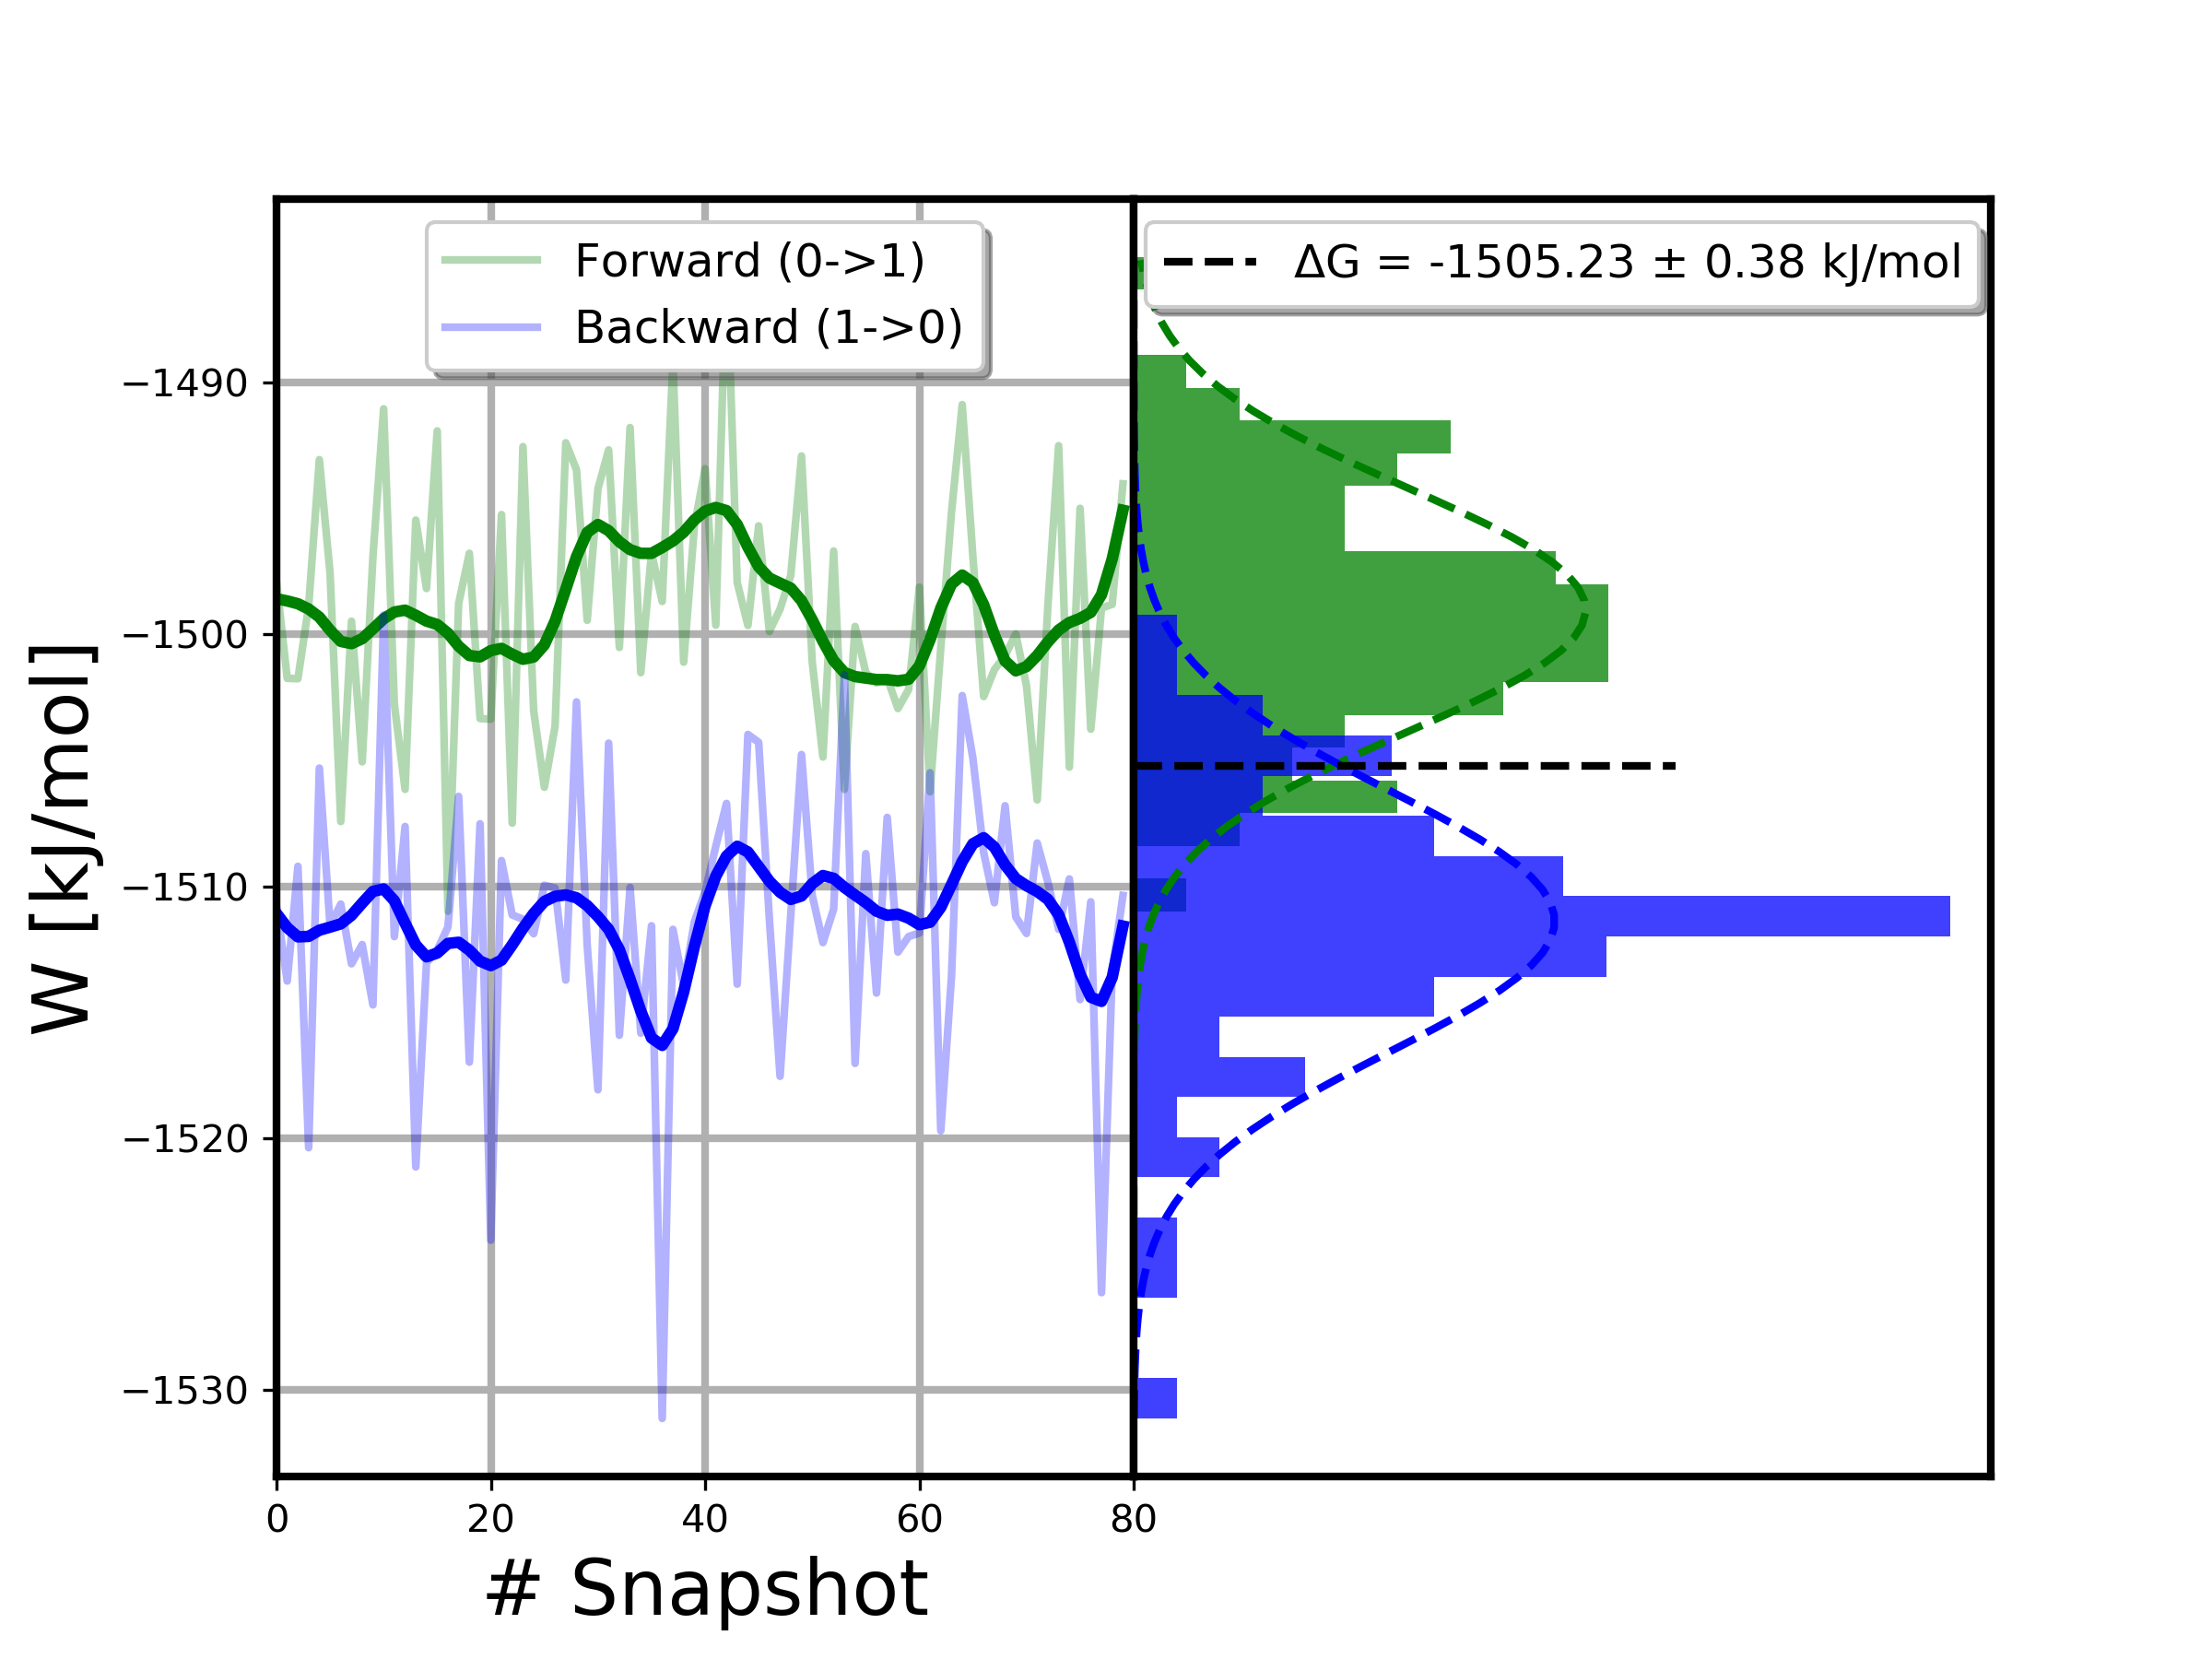 Forward (0->1)
Backward (1->0)
ΔG = -1505.23 ± 0.38 kJ/mol
W [kJ/mol]
−1490
−1500
−1510
−1520
−1530
0 20 40 60 80
# Snapshot